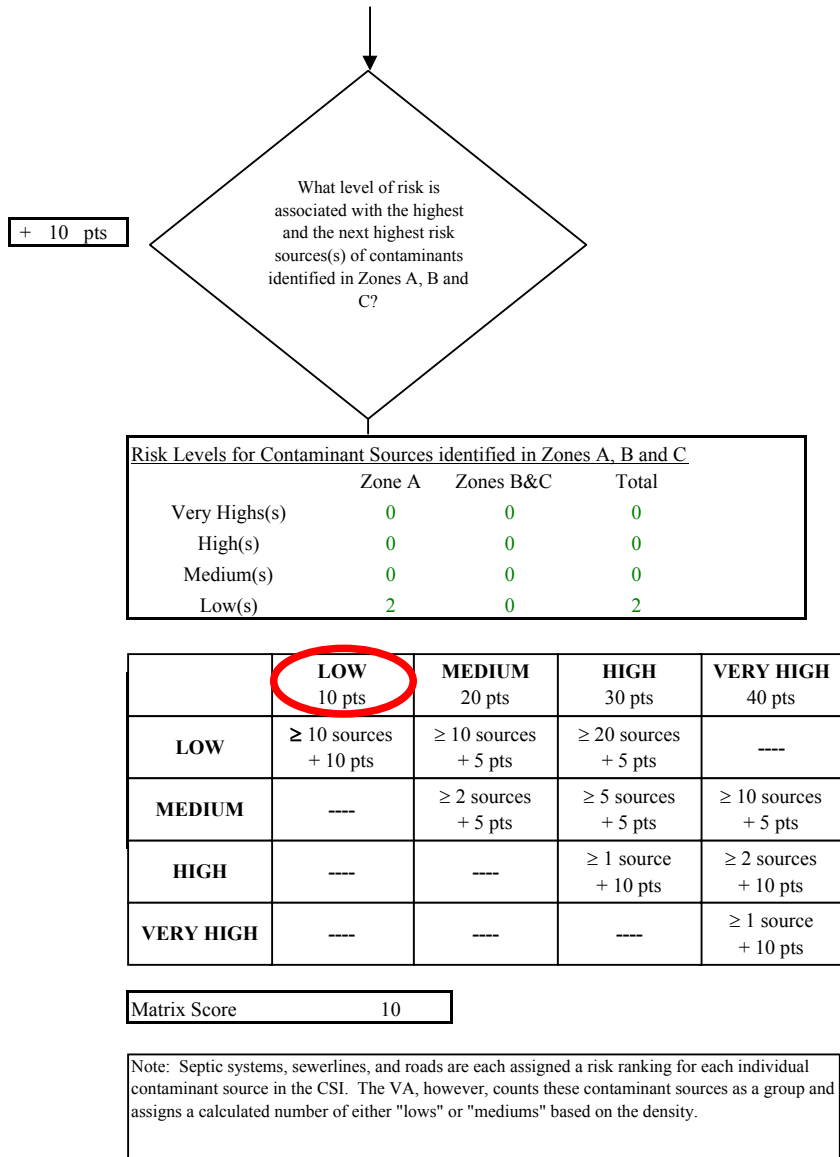 What level of risk is
associated with the highest
and the next highest risk
sources(s) of contaminants
identified in Zones A, B and
C?
+ 10 pts
Risk Levels for Contaminant Sources identified in Zones A, B and C
Zone A Zones B&C Total
Very Highs(s) 0 0 0
High(s) 0 0 0
Medium(s) 0 0 0
Low(s) 2 0 2
LOW MEDIUM HIGH VERY HIGH
10 pts 20 pts 30 pts 40 pts
LOW ≥ 10 sources ≥ 10 sources ≥ 20 sources ----
+ 10 pts + 5 pts + 5 pts
MEDIUM ---- ≥ 2 sources ≥ 5 sources ≥ 10 sources
+ 5 pts + 5 pts + 5 pts
HIGH ---- ---- ≥ 1 source ≥ 2 sources
+ 10 pts + 10 pts
VERY HIGH ---- ---- ---- ≥ 1 source
+ 10 pts
Matrix Score 10
Note: Septic systems, sewerlines, and roads are each assigned a risk ranking for each individual
contaminant source in the CSI. The VA, however, counts these contaminant sources as a group and
assigns a calculated number of either "lows" or "mediums" based on the density.